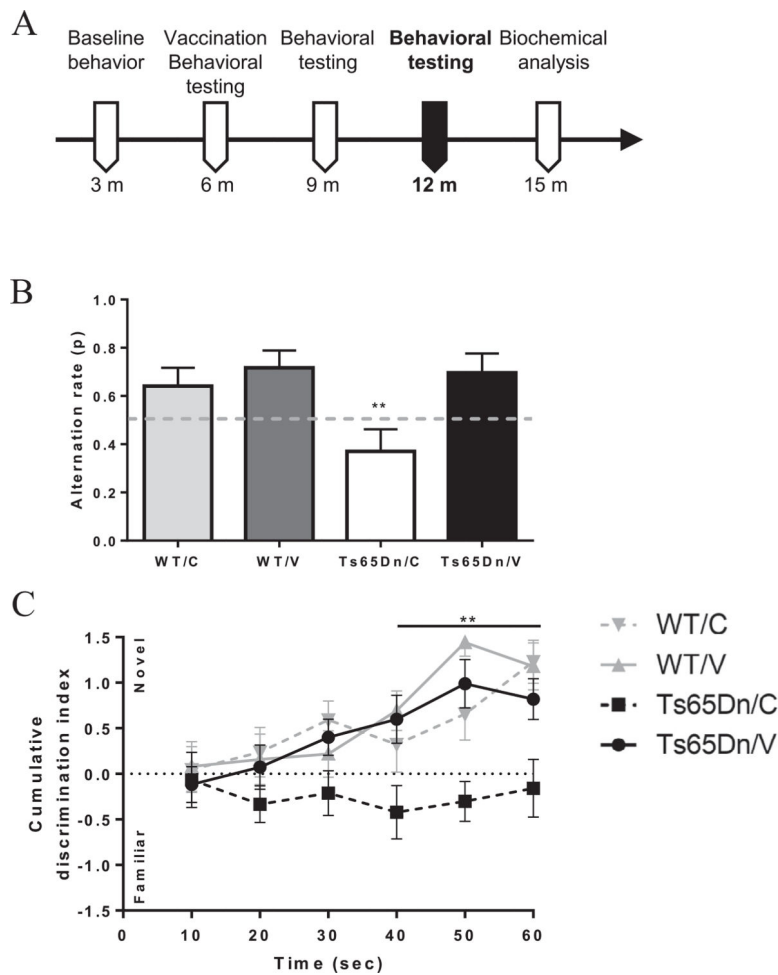 A
Baseline behavior
Vaccination Behavioral testing
Behavioral testing
Behavioral testing
Biochemical analysis
3 m
6 m
9 m
12 m
15 m
B
Alternation rate (p)
1.0
0.8
0.6
0.4
0.2
0.0
**
WT/C
WT/V
Ts65Dn/C
Ts65Dn/V
C
Cumulative discrimination index
Novel
Familiar
1.5
1.0
0.5
0.0
-0.5
-1.0
-1.5
**
0
10
20
30
40
50
60
Time (sec)
WT/C
WT/V
Ts65Dn/C
Ts65Dn/V